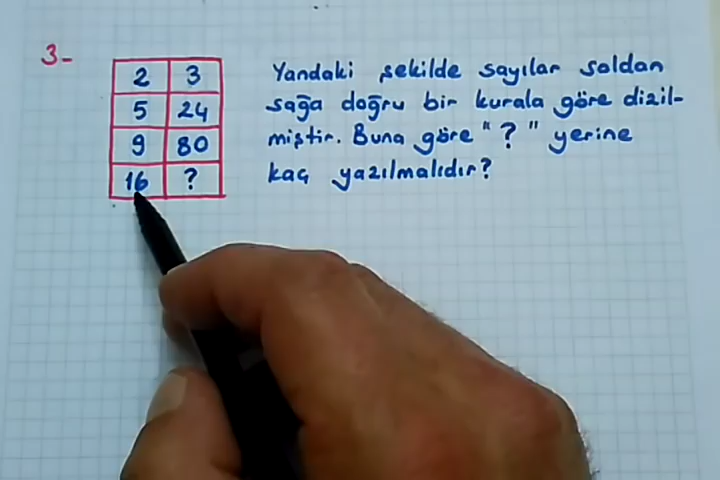 3-
2 3
5 24
9 80
16 ?
Yandaki şekilde sayılar soldan
sağa doğru bir kurala göre dizil-
miştir. Buna göre "?" yerine
kaç yazılmalıdır?